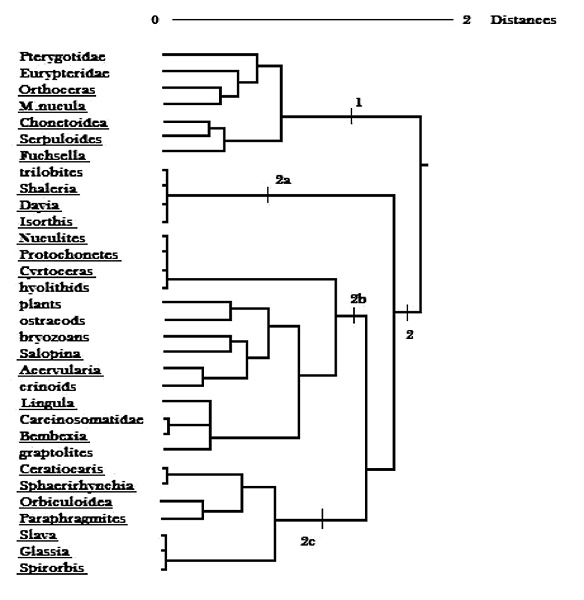 0 2 Distances
Pterygotidae
Eurypteridae
Orthoceras
M.nucula
1
Chonetoidea
Serpuloides
Fuchsella
trilobites
2a
Shaleria
Dayia
Isorthis
Nuculites
Protochonetes
Cyrtoceras
hyolithids
2b
plants
ostracods
2
bryozoans
Salopina
Acervularia
crinoids
Lingula
Carcinosomatidae
Bembexia
graptolites
Ceratiocaris
Sphaerirhynchia
Orbiculoidea
Paraphragmites
Slava
2c
Glassia
Spirorbis